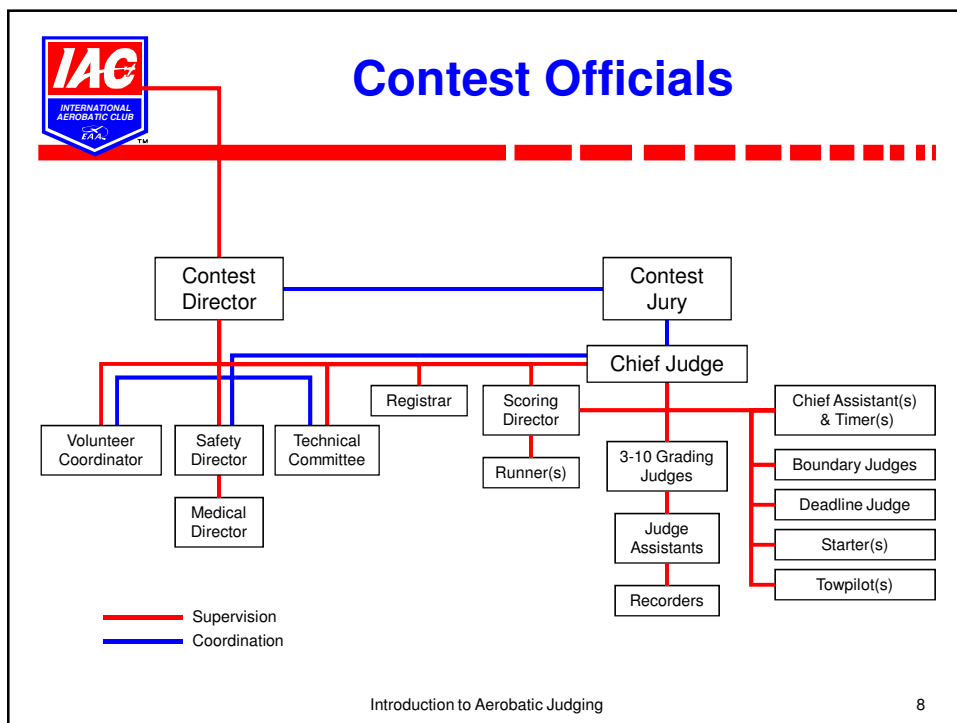 IAC
INTERNATIONAL
AEROBATIC CLUB
EAA
TM
Contest Officials
Contest
Director
Contest
Jury
Chief Judge
Registrar
Scoring
Director
Chief Assistant(s)
& Timer(s)
Volunteer
Coordinator
Safety
Director
Technical
Committee
Runner(s)
3-10 Grading
Judges
Boundary Judges
Medical
Director
Judge
Assistants
Deadline Judge
Starter(s)
Recorders
Towpilot(s)
Supervision
Coordination
Introduction to Aerobatic Judging
8